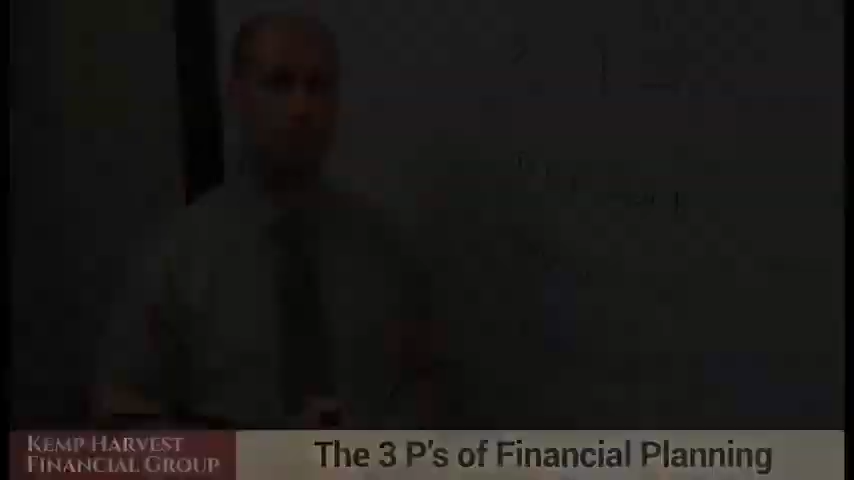 KEMP HARVEST
FINANCIAL GROUP
The 3 P's of Financial Planning